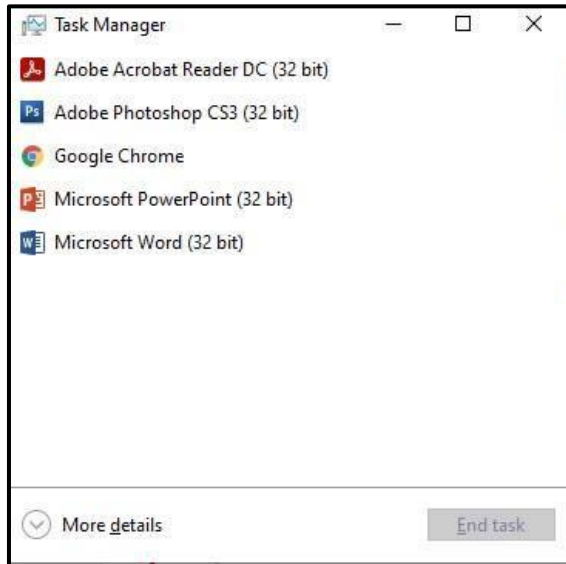 Task Manager
Adobe Acrobat Reader DC (32 bit)
Ps Adobe Photoshop CS3 (32 bit)
Google Chrome
P Microsoft PowerPoint (32 bit)
W Microsoft Word (32 bit)
More details
End task